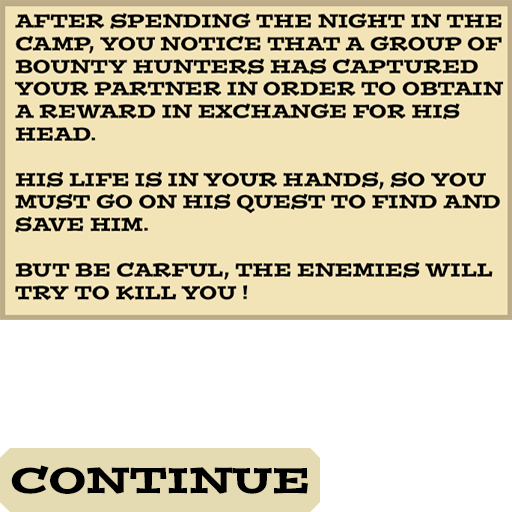 AFTER SPENDING THE NIGHT IN THE
CAMP, YOU NOTICE THAT A GROUP OF
BOUNTY HUNTERS HAS CAPTURED
YOUR PARTNER IN ORDER TO OBTAIN
A REWARD IN EXCHANGE FOR HIS
HEAD.
HIS LIFE IS IN YOUR HANDS, SO YOU
MUST GO ON HIS QUEST TO FIND AND
SAVE HIM.
BUT BE CARFUL, THE ENEMIES WILL
TRY TO KILL YOU !
CONTINUE